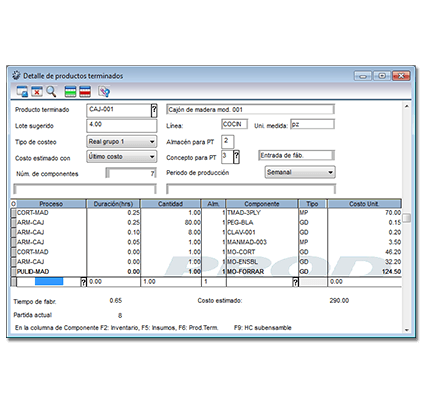 Detalle de productos terminados
Producto terminado CAJ-001 ? Cajón de madera mod. 001
Lote sugerido 4.00 Línea: COCIN Uni. medida: pz
Tipo de costeo Real grupo 1 Almacén para PT 2
Costo estimado con Último costo Concepto para PT 3 ? Entrada de fáb.
Núm. de componentes 7 Periodo de producción Semanal
Proceso Duración(hrs) Cantidad Alm. Componente Tipo Costo Unit.
CORT-MAD 0.25 1.00 1 TMAD-3PLY MP 70.00
ARM-CAJ 0.25 80.00 1 PEG-BLA GD 0.15
ARM-CAJ 0.10 8.00 1 CLAV-001 GD 0.20
ARM-CAJ 0.05 1.00 1 MANMAD-003 MP 3.50
CORT-MAD 0.00 1.00 1 MO-CORT GD 46.20
ARM-CAJ 0.00 1.00 1 MO-ENSBL GD 32.20
PULID-MAD 0.00 1.00 1 MO-FORRAR GD 124.50
? 0.00 1.00 1 ? 0.00
PROD
Tiempo de fabr. 0.65 Costo estimado: 290.00
Partida actual 8
En la columna de Componente F2: Inventario, F5: Insumos, F6: Prod.Term. F9: HC subensamble